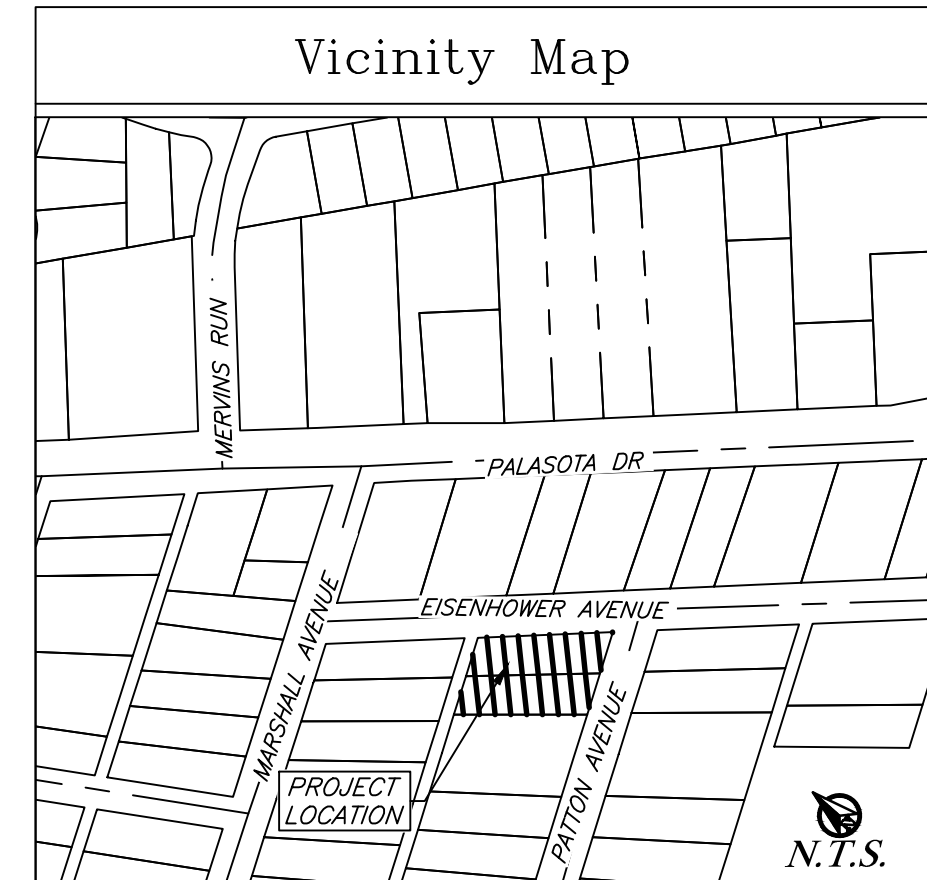 Vicinity Map
MERVINS RUN
PALASOTA DR
EISENHOWER AVENUE
MARSHALL AVENUE
PATTON AVENUE
PROJECT
LOCATION
N.T.S.